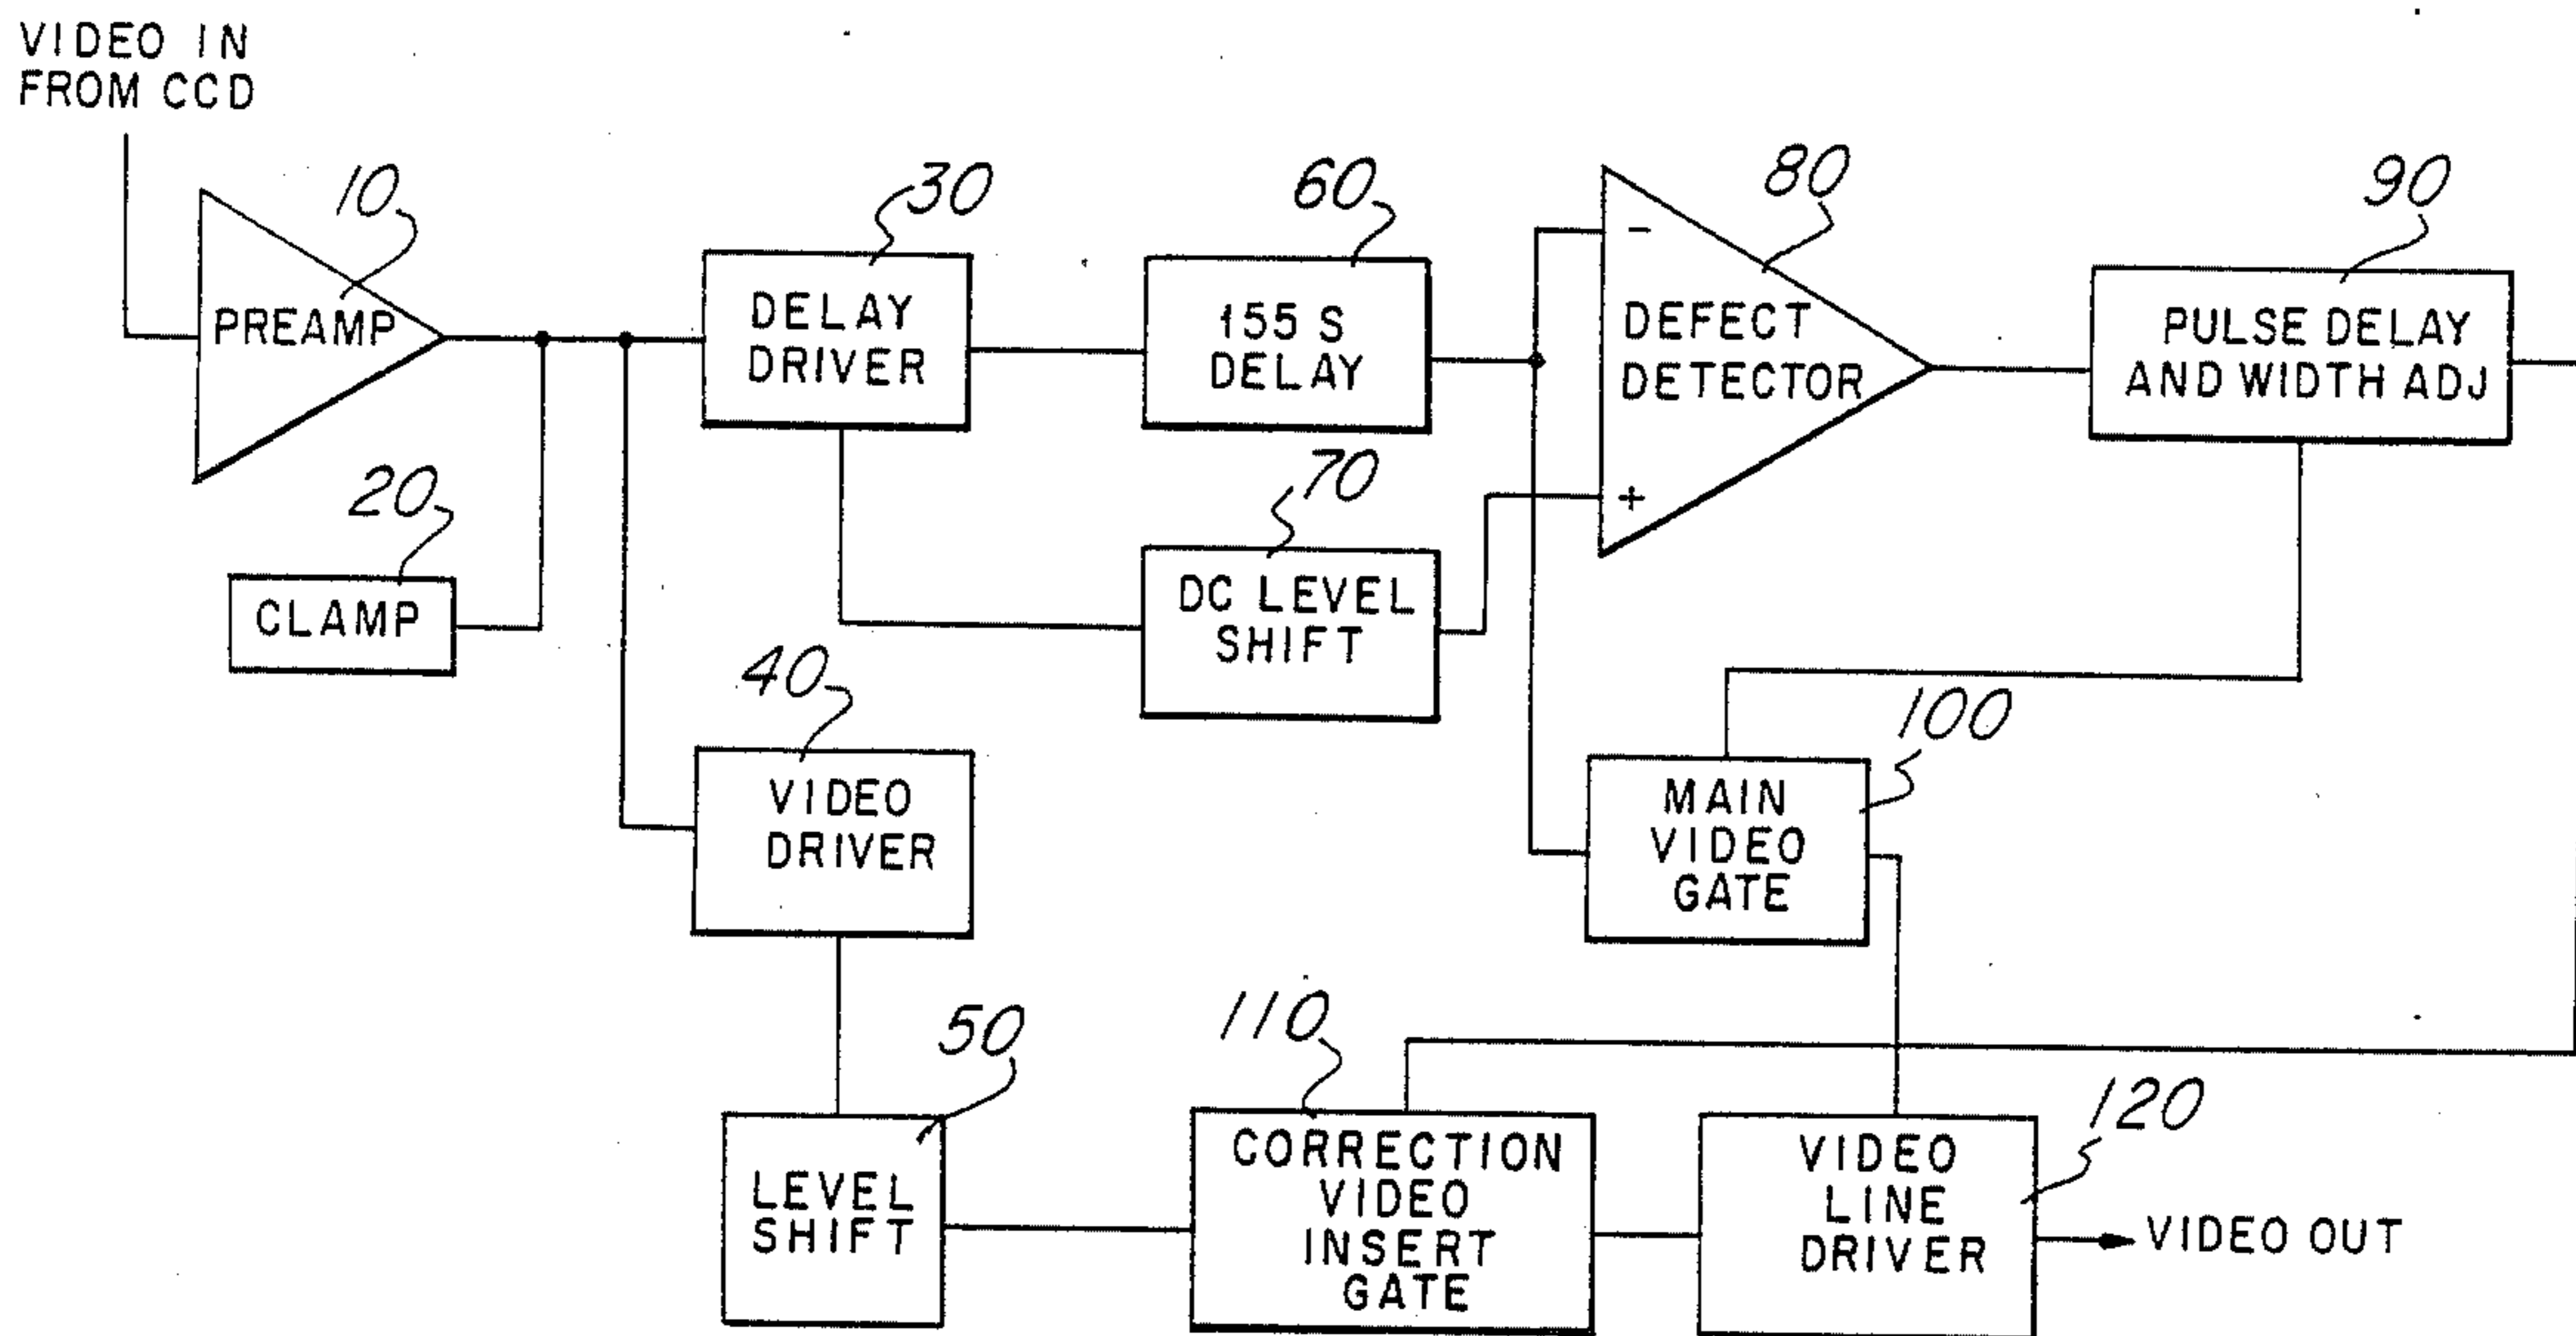 VIDEO IN
FROM CCD
10
PREAMP
20
CLAMP
30
DELAY
DRIVER
60
155 S
DELAY
70
DC LEVEL
SHIFT
80
-
DEFECT
DETECTOR
+
90
PULSE DELAY
AND WIDTH ADJ
40
VIDEO
DRIVER
100
MAIN
VIDEO
GATE
50
LEVEL
SHIFT
110
CORRECTION
VIDEO
INSERT
GATE
120
VIDEO
LINE
DRIVER
VIDEO OUT